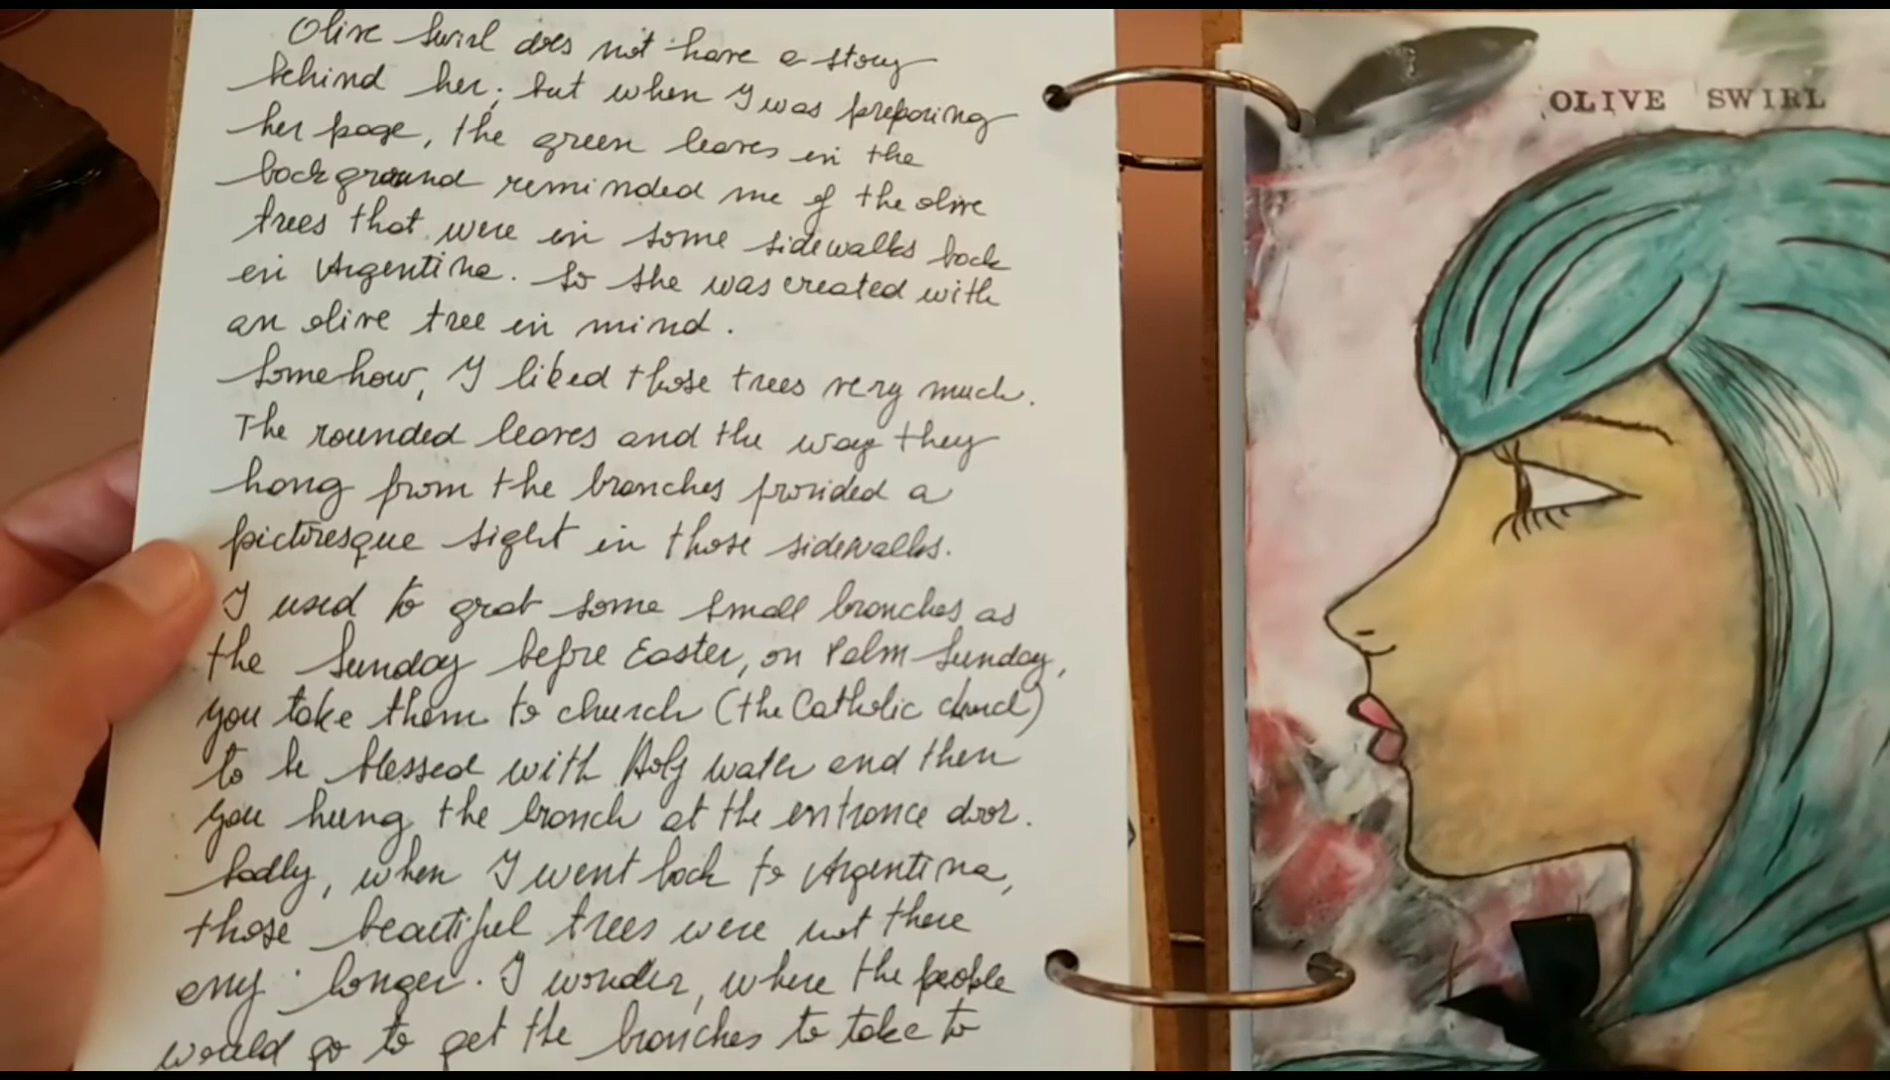 Olive Swirl does not have a story
behind her; but when I was preparing
her page, the green leaves in the
background reminded me of the olive
trees that were in some sidewalks back
in Argentina. So she was created with
an olive tree in mind.
Somehow, I liked those trees very much.
The rounded leaves and the way they
hang from the branches provided a
picturesque sight in those sidewalks.
I used to grab some small branches as
the Sunday before Easter, on Palm Sunday,
you take them to church (the Catholic church)
to be blessed with Holy water and then
you hung the branch at the entrance door.
Sadly, when I went back to Argentina,
those beautiful trees were not there
any longer. I wonder, where the people
would go to get the branches to take to
OLIVE SWIRL